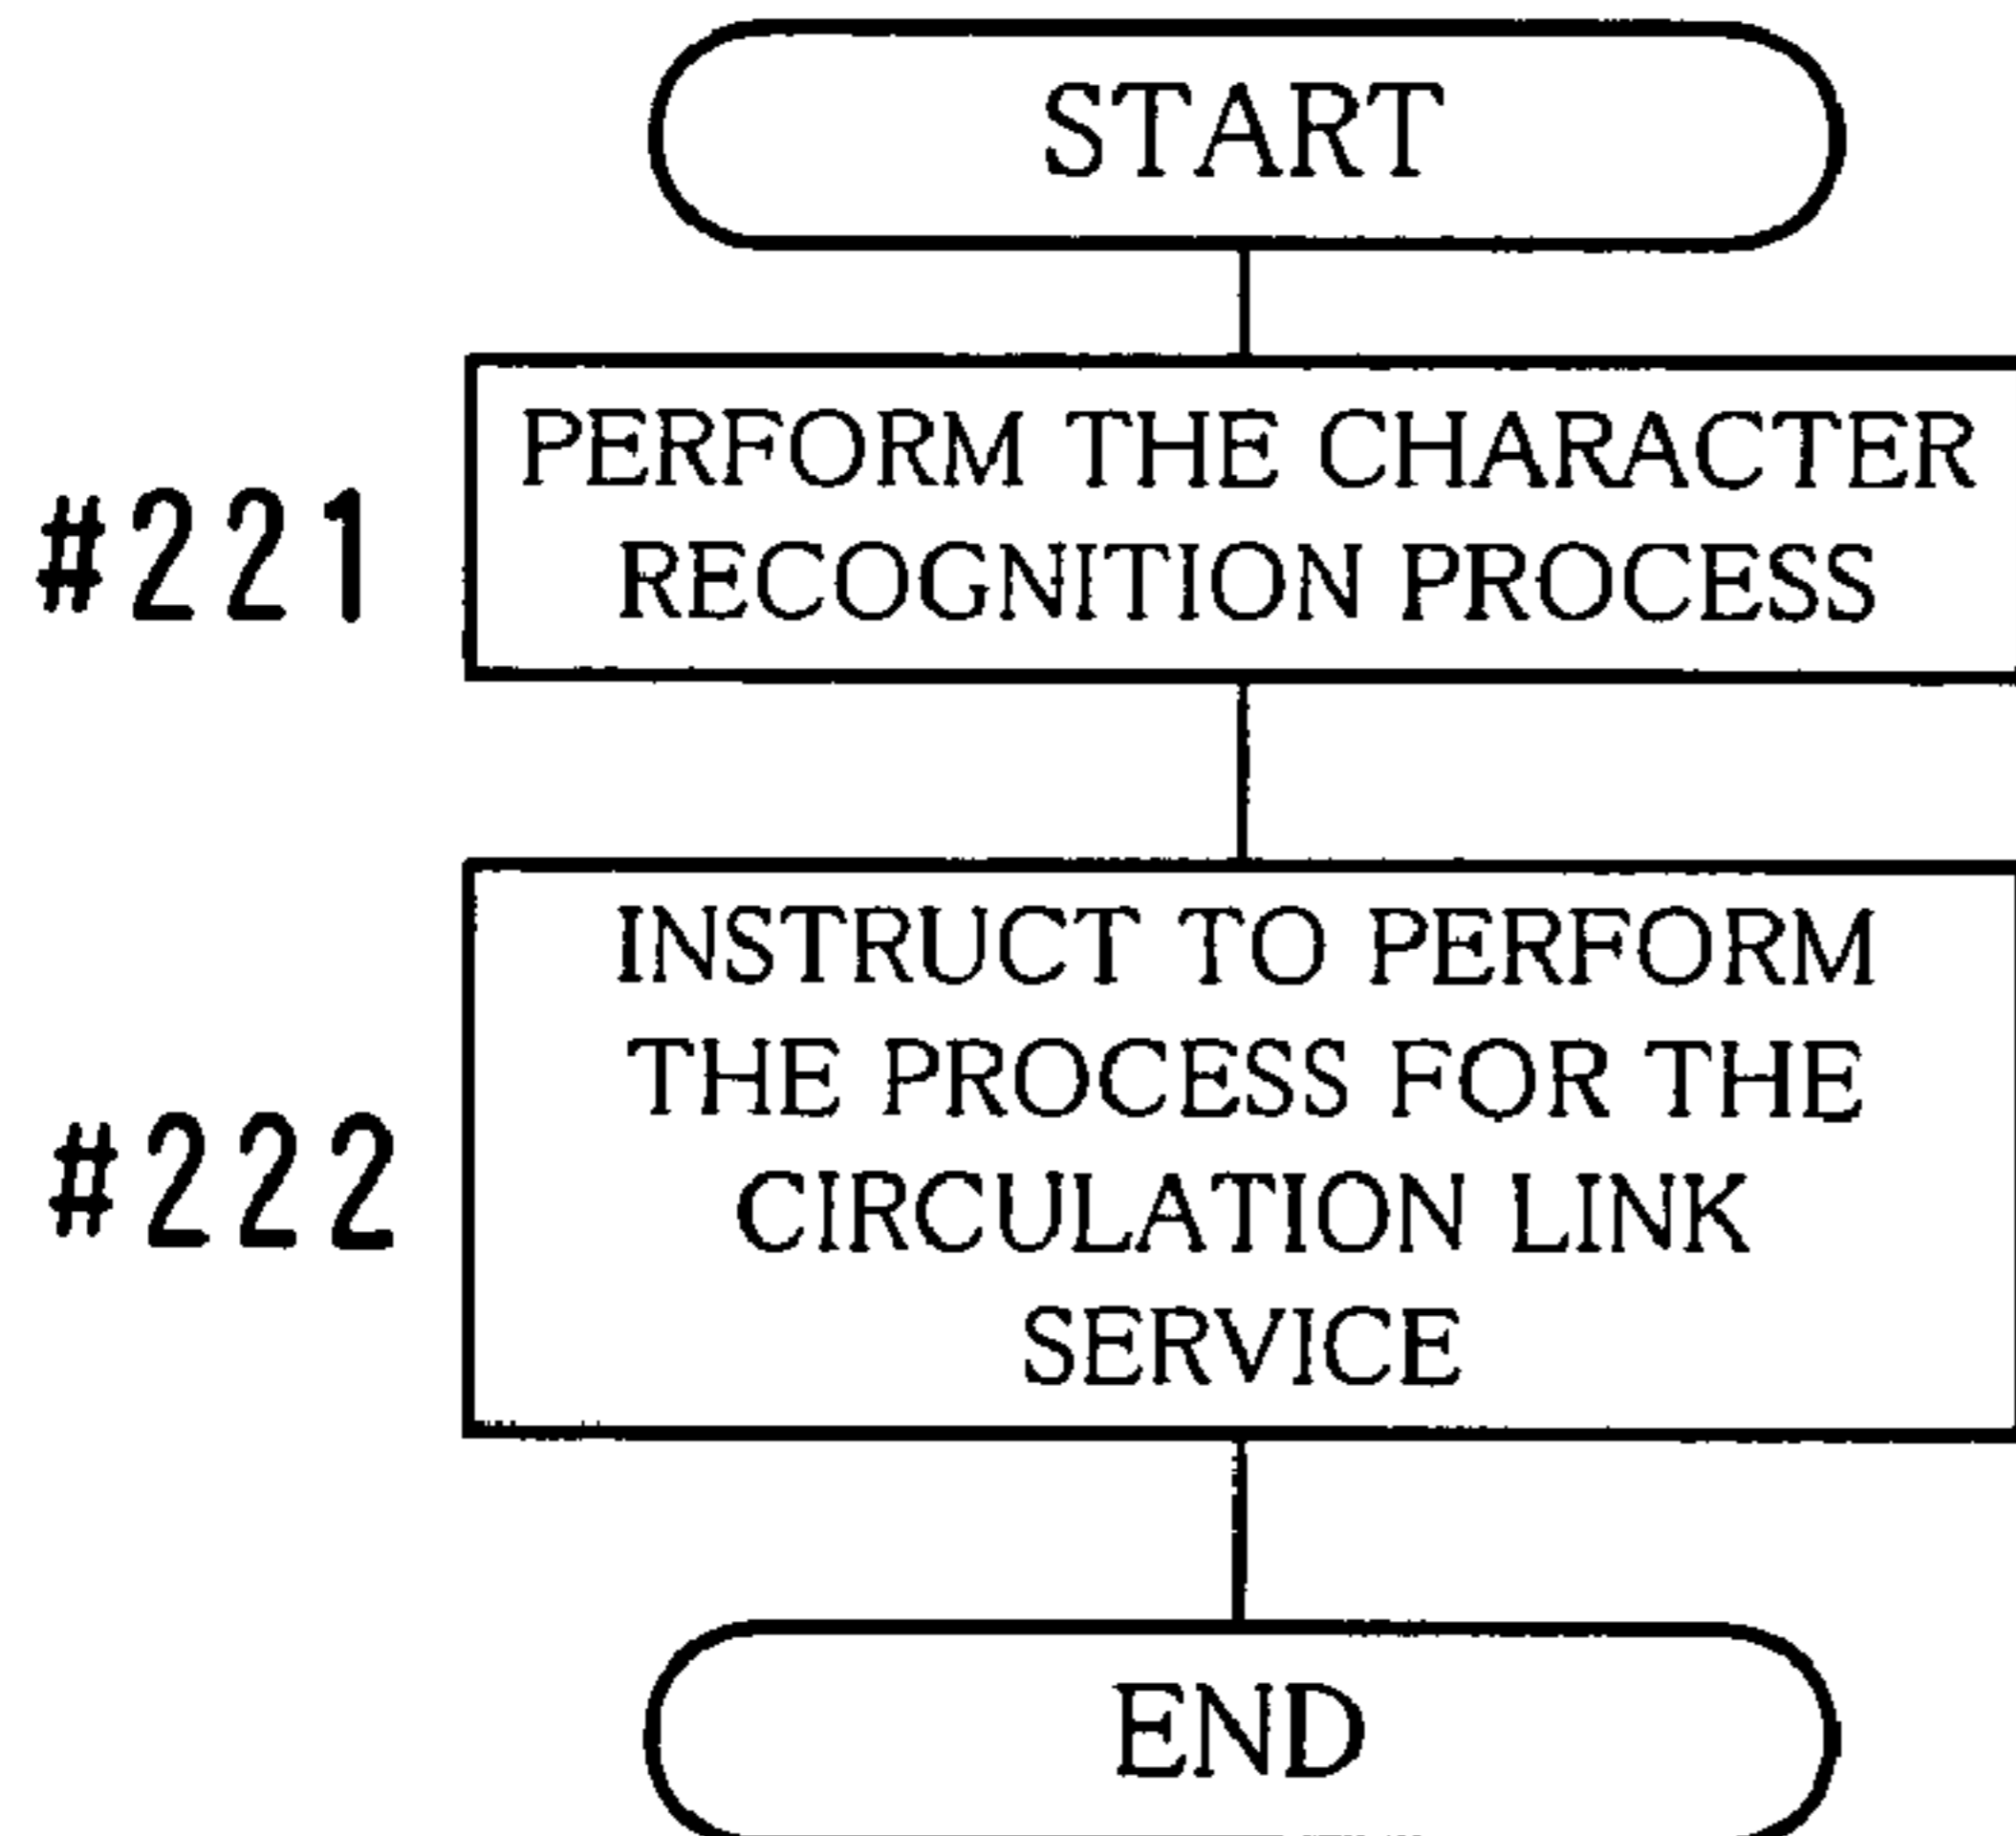 START
#221
PERFORM THE CHARACTER
RECOGNITION PROCESS
#222
INSTRUCT TO PERFORM
THE PROCESS FOR THE
CIRCULATION LINK
SERVICE
END